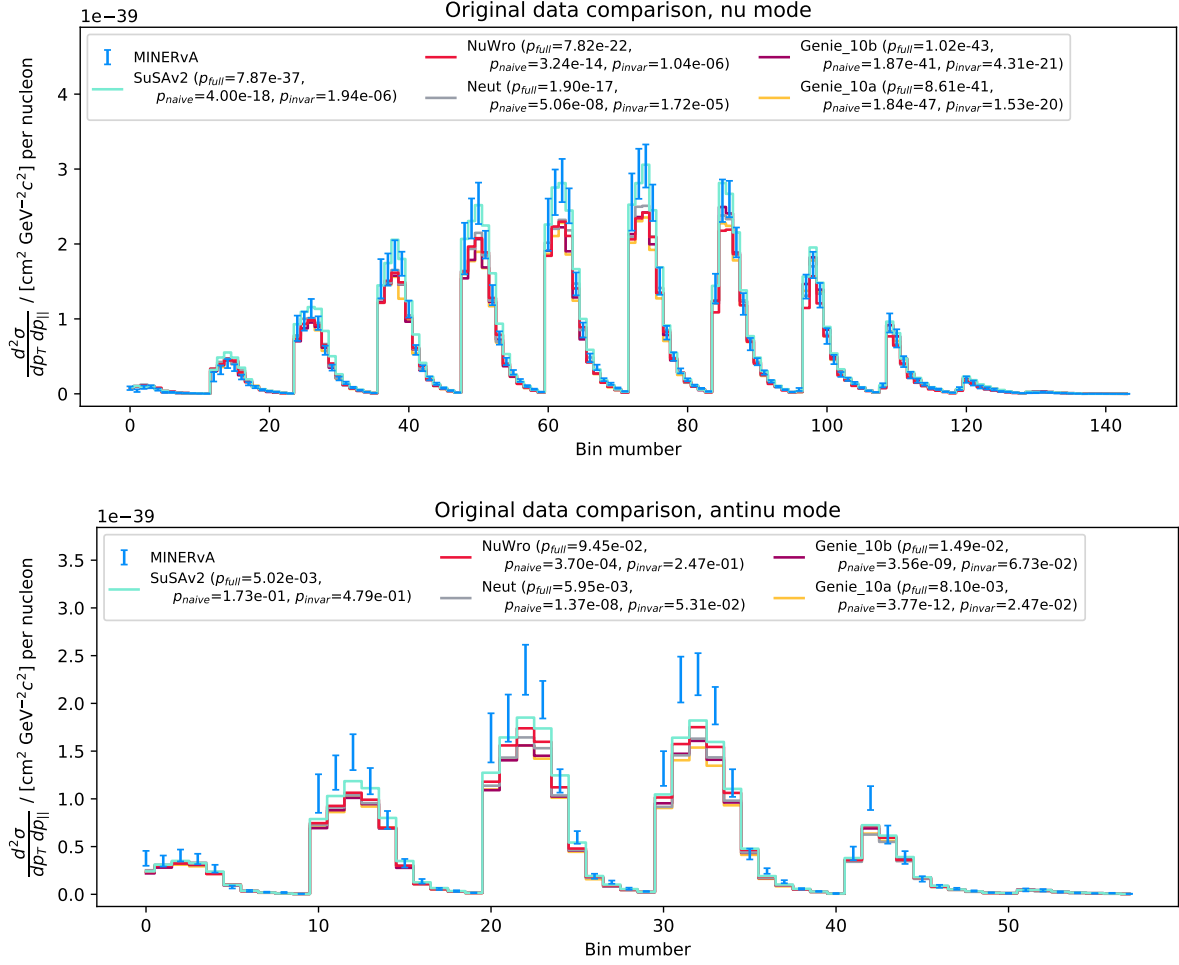 Original data comparison, nu mode
1e−39
MINERvA
SuSAv2 (p_full=7.87e-37,
p_naive=4.00e-18, p_invar=1.94e-06)
NuWro (p_full=7.82e-22,
p_naive=3.24e-14, p_invar=1.04e-06)
Neut (p_full=1.90e-17,
p_naive=5.06e-08, p_invar=1.72e-05)
Genie_10b (p_full=1.02e-43,
p_naive=1.87e-41, p_invar=4.31e-21)
Genie_10a (p_full=8.61e-41,
p_naive=1.84e-47, p_invar=1.53e-20)
4
3
2
1
0
d²σ
dp_T dp_|| / [cm² GeV⁻²c²] per nucleon
0 20 40 60 80 100 120 140
Bin mumber
Original data comparison, antinu mode
1e−39
MINERvA
SuSAv2 (p_full=5.02e-03,
p_naive=1.73e-01, p_invar=4.79e-01)
NuWro (p_full=9.45e-02,
p_naive=3.70e-04, p_invar=2.47e-01)
Neut (p_full=5.95e-03,
p_naive=1.37e-08, p_invar=5.31e-02)
Genie_10b (p_full=1.49e-02,
p_naive=3.56e-09, p_invar=6.73e-02)
Genie_10a (p_full=8.10e-03,
p_naive=3.77e-12, p_invar=2.47e-02)
3.5
3.0
2.5
2.0
1.5
1.0
0.5
0.0
d²σ
dp_T dp_|| / [cm² GeV⁻²c²] per nucleon
0 10 20 30 40 50
Bin mumber